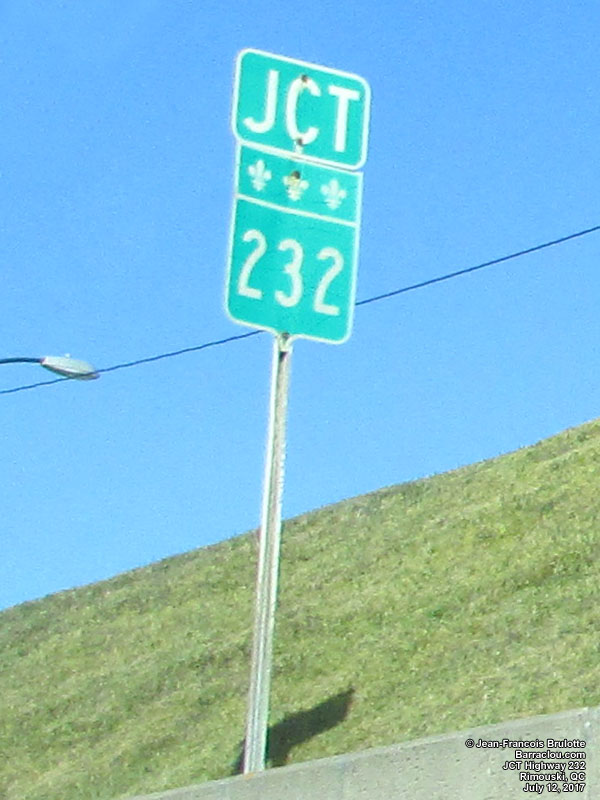 JCT
232
© Jean-Francois Brulotte
Barraclou.com
JCT Highway 232
Rimouski, QC
July 12, 2017